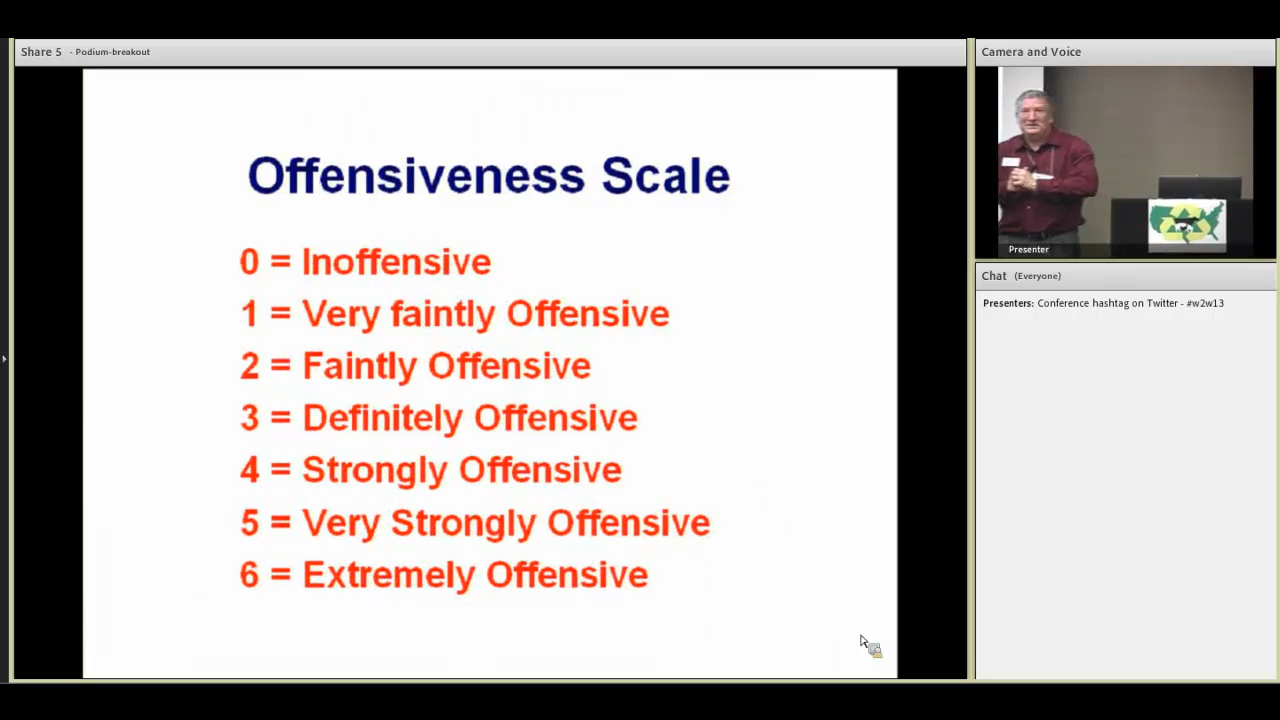 Share 5 - Podium-breakout
Offensiveness Scale
0 = Inoffensive
1 = Very faintly Offensive
2 = Faintly Offensive
3 = Definitely Offensive
4 = Strongly Offensive
5 = Very Strongly Offensive
6 = Extremely Offensive
Camera and Voice
Presenter
Chat (Everyone)
Presenters: Conference hashtag on Twitter - #w2w13